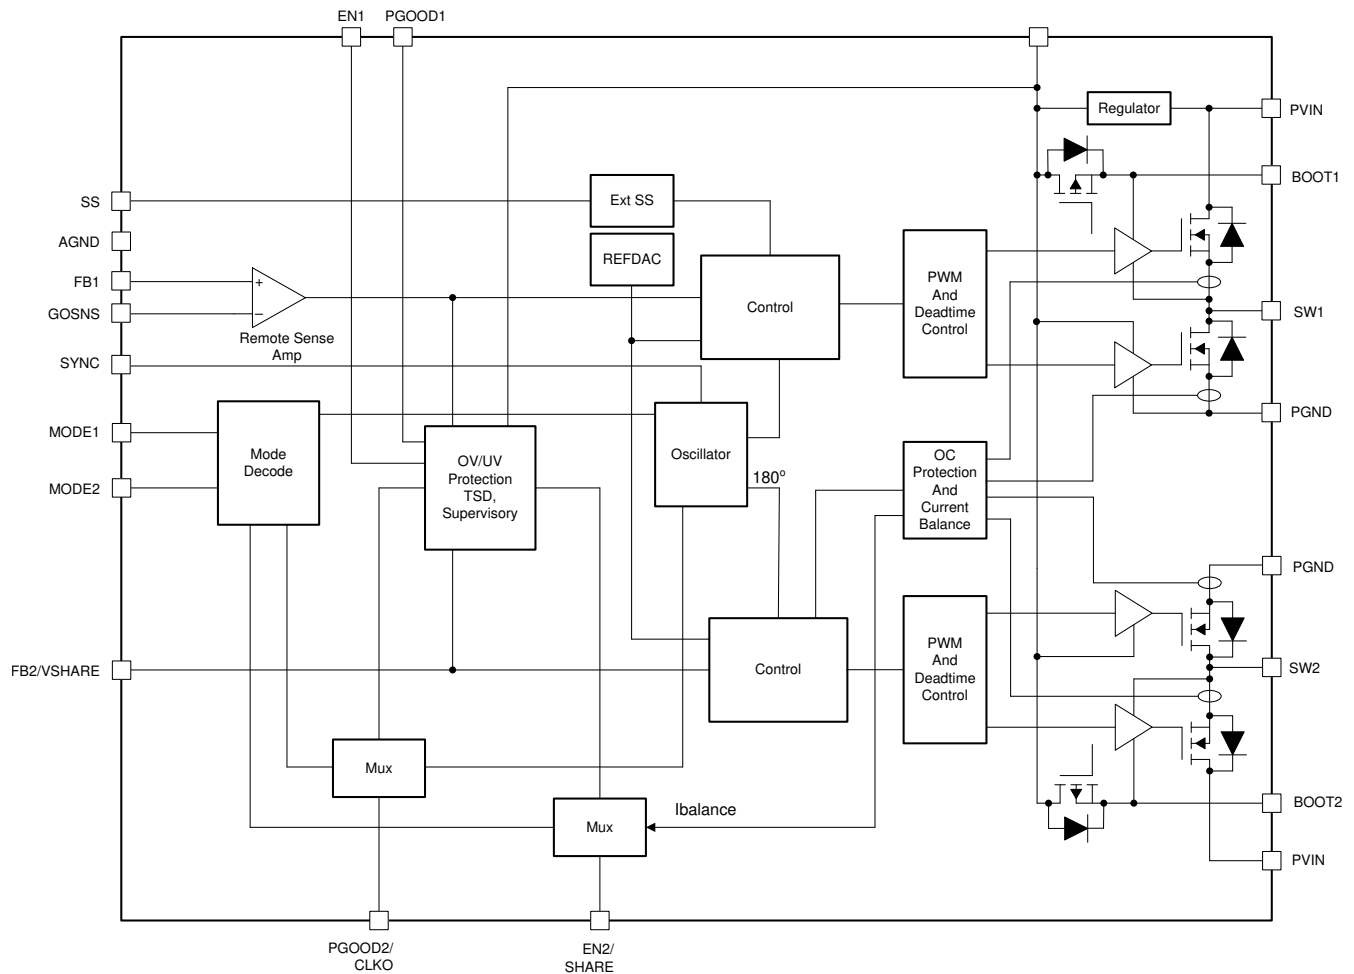 EN1
PGOOD1
Regulator
PVIN
BOOT1
SS
Ext SS
AGND
REFDAC
FB1
+
GOSNS
−
Remote Sense
Amp
Control
PWM
And
Deadtime
Control
SW1
SYNC
PGND
MODE1
MODE2
Mode
Decode
OV/UV
Protection
TSD,
Supervisory
Oscillator
180º
OC
Protection
And
Current
Balance
PGND
FB2/VSHARE
Control
PWM
And
Deadtime
Control
SW2
Mux
Mux
Ibalance
BOOT2
PVIN
PGOOD2/
CLKO
EN2/
SHARE